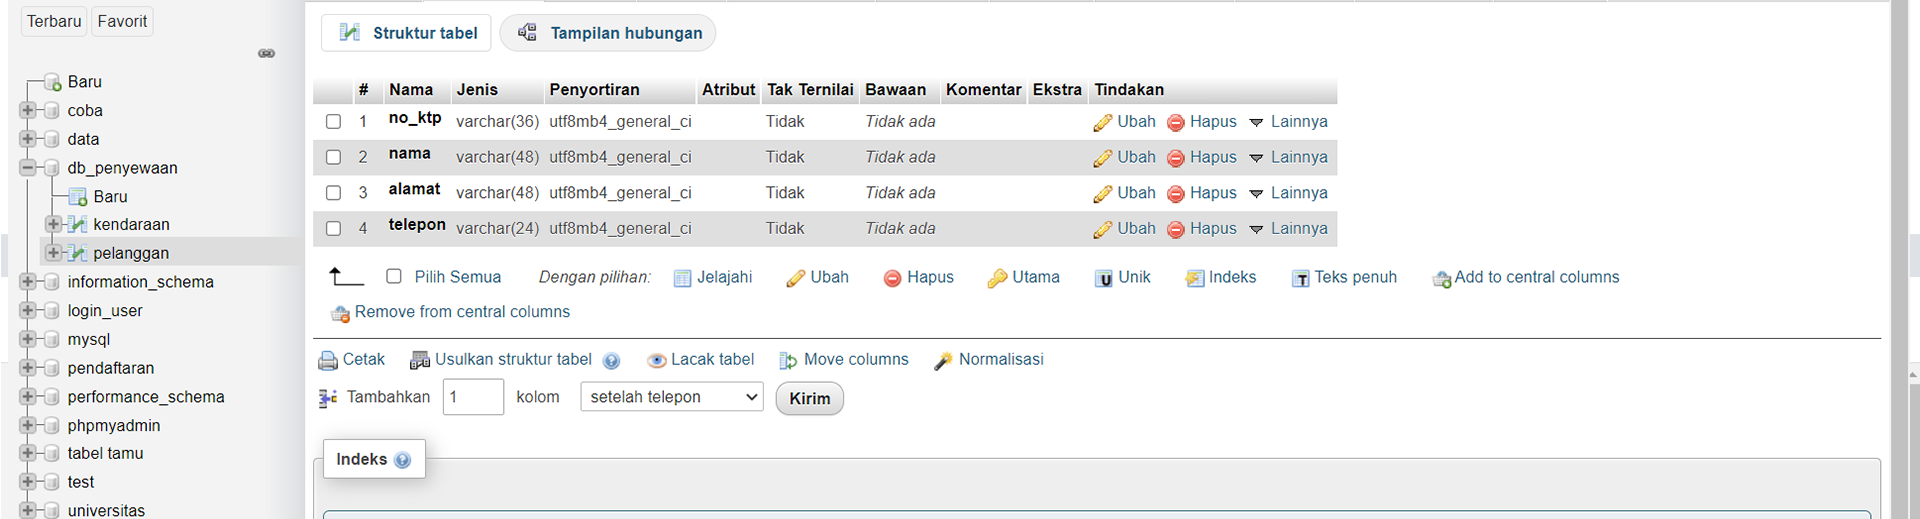 Terbaru Favorit
Baru
coba
data
db_penyewaan
Baru
kendaraan
pelanggan
information_schema
login_user
mysql
pendaftaran
performance_schema
phpmyadmin
tabel tamu
test
universitas
Struktur tabel Tampilan hubungan
# Nama Jenis Penyortiran Atribut Tak Ternilai Bawaan Komentar Ekstra Tindakan
1 no_ktp varchar(36) utf8mb4_general_ci Tidak Tidak ada Ubah Hapus Lainnya
2 nama varchar(48) utf8mb4_general_ci Tidak Tidak ada Ubah Hapus Lainnya
3 alamat varchar(48) utf8mb4_general_ci Tidak Tidak ada Ubah Hapus Lainnya
4 telepon varchar(24) utf8mb4_general_ci Tidak Tidak ada Ubah Hapus Lainnya
Pilih Semua Dengan pilihan: Jelajahi Ubah Hapus Utama Unik Indeks Teks penuh Add to central columns
Remove from central columns
Cetak Usulkan struktur tabel Lacak tabel Move columns Normalisasi
Tambahkan 1 kolom setelah telepon Kirim
Indeks